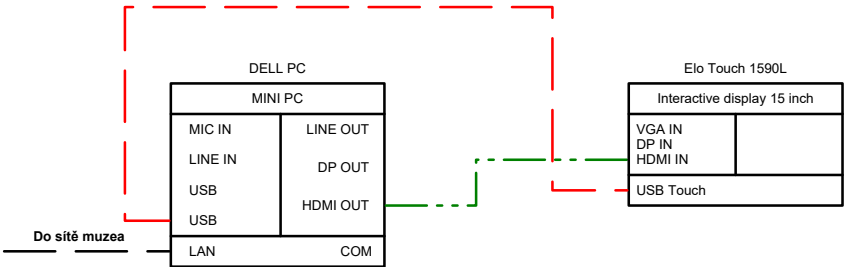 DELL PC
MINI PC
MIC IN
LINE OUT
LINE IN
DP OUT
USB
HDMI OUT
USB
LAN
COM
Do sítě muzea
Elo Touch 1590L
Interactive display 15 inch
VGA IN
DP IN
HDMI IN
USB Touch